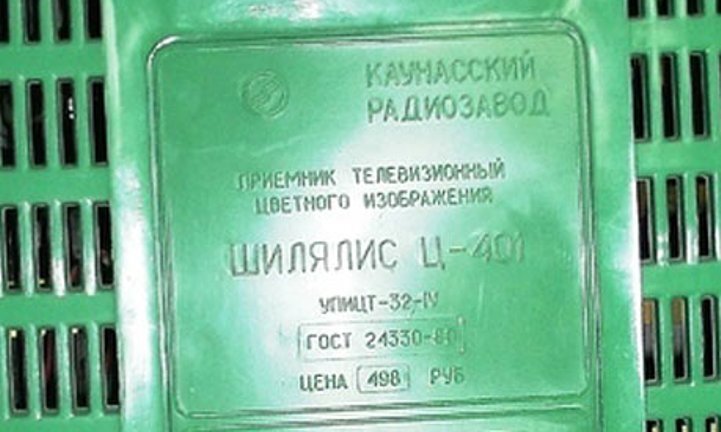 КАУНАССКИЙ
РАДИОЗАВОД
ПРИЕМНИК ТЕЛЕВИЗИОННЫЙ
ЦВЕТНОГО ИЗОБРАЖЕНИЯ
ШИЛЯЛИС Ц-401
УПИЦТ-32-IV
ГОСТ 24330-80
ЦЕНА 498 РУБ